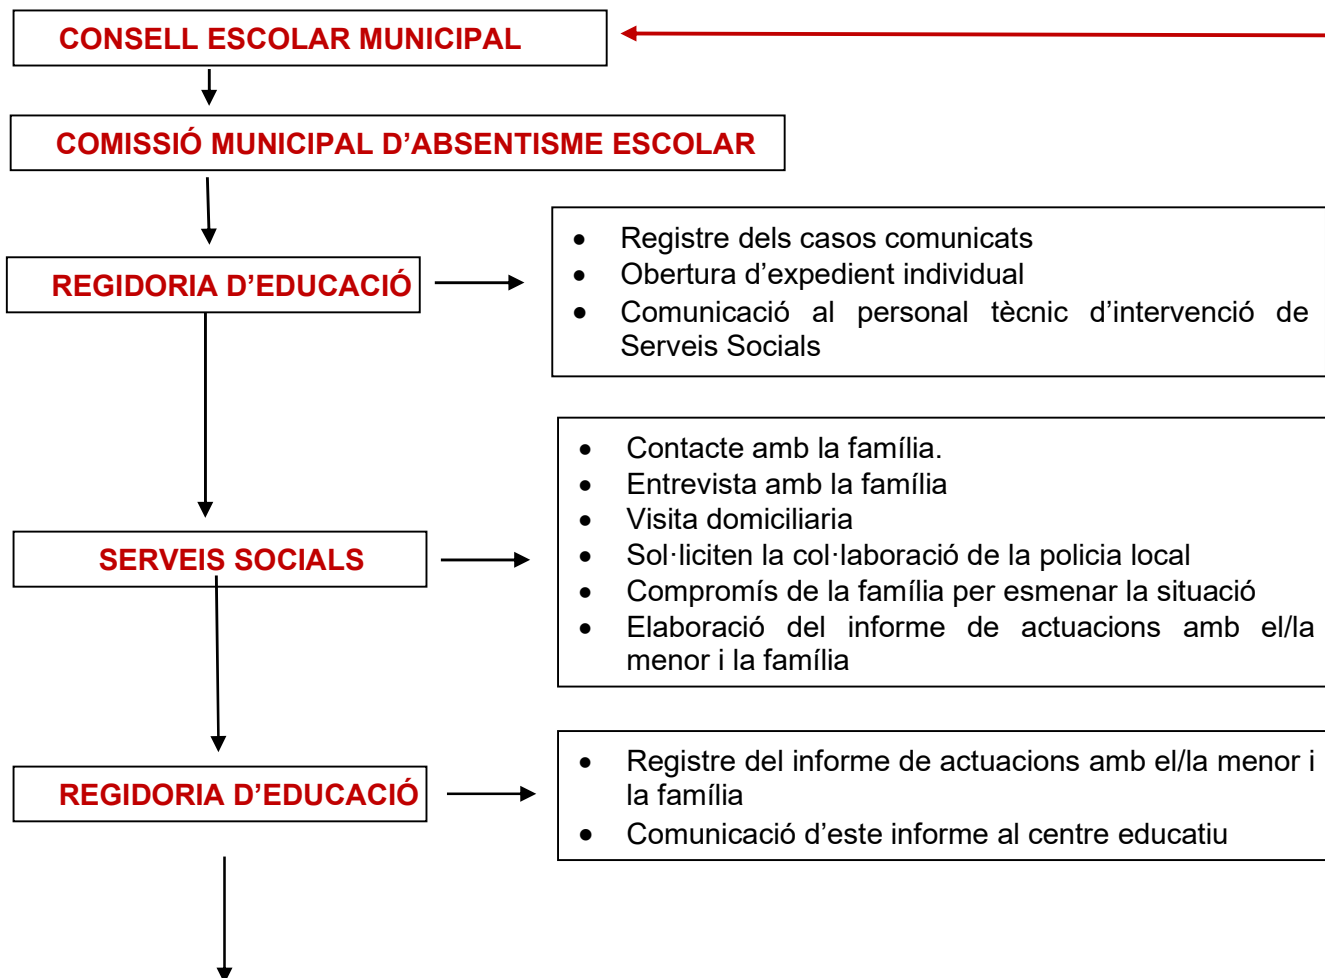 CONSELL ESCOLAR MUNICIPAL
COMISSIÓ MUNICIPAL D’ABSENTISME ESCOLAR
REGIDORIA D’EDUCACIÓ
• Registre dels casos comunicats
• Obertura d’expedient individual
• Comunicació al personal tècnic d’intervenció de
Serveis Socials
SERVEIS SOCIALS
• Contacte amb la família.
• Entrevista amb la família
• Visita domiciliaria
• Sol·liciten la col·laboració de la policia local
• Compromís de la família per esmenar la situació
• Elaboració del informe de actuacions amb el/la
menor i la família
REGIDORIA D’EDUCACIÓ
• Registre del informe de actuacions amb el/la menor i
la família
• Comunicació d’este informe al centre educatiu